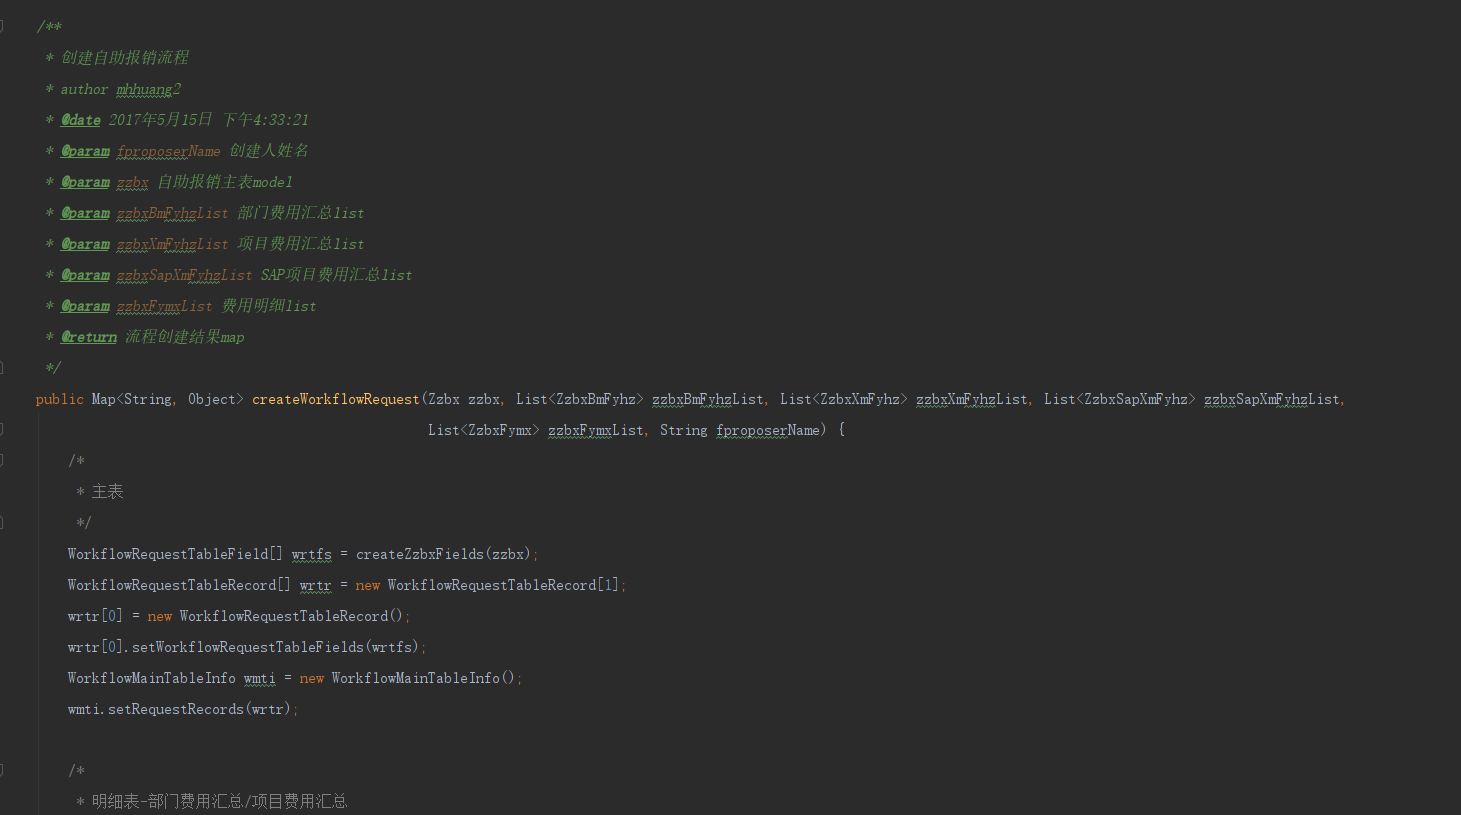 /**
* 创建自助报销流程
* author mhhuang2
* @date 2017年5月15日 下午4:33:21
* @param fproposerName 创建人姓名
* @param zzbx 自助报销主表model
* @param zzbxBmFyhzList 部门费用汇总list
* @param zzbxXmFyhzList 项目费用汇总list
* @param zzbxSapXmFyhzList SAP项目费用汇总list
* @param zzbxFymxList 费用明细list
* @return 流程创建结果map
*/
public Map<String, Object> createWorkflowRequest(Zzbx zzbx, List<ZzbxBmFyhz> zzbxBmFyhzList, List<ZzbxXmFyhz> zzbxXmFyhzList, List<ZzbxSapXmFyhz> zzbxSapXmFyhzList,
List<ZzbxFymx> zzbxFymxList, String fproposerName) {
/*
* 主表
*/
WorkflowRequestTableField[] wrtfs = createZzbxFields(zzbx);
WorkflowRequestTableRecord[] wrtr = new WorkflowRequestTableRecord[1];
wrtr[0] = new WorkflowRequestTableRecord();
wrtr[0].setWorkflowRequestTableFields(wrtfs);
WorkflowMainTableInfo wmti = new WorkflowMainTableInfo();
wmti.setRequestRecords(wrtr);
/*
* 明细表-部门费用汇总/项目费用汇总